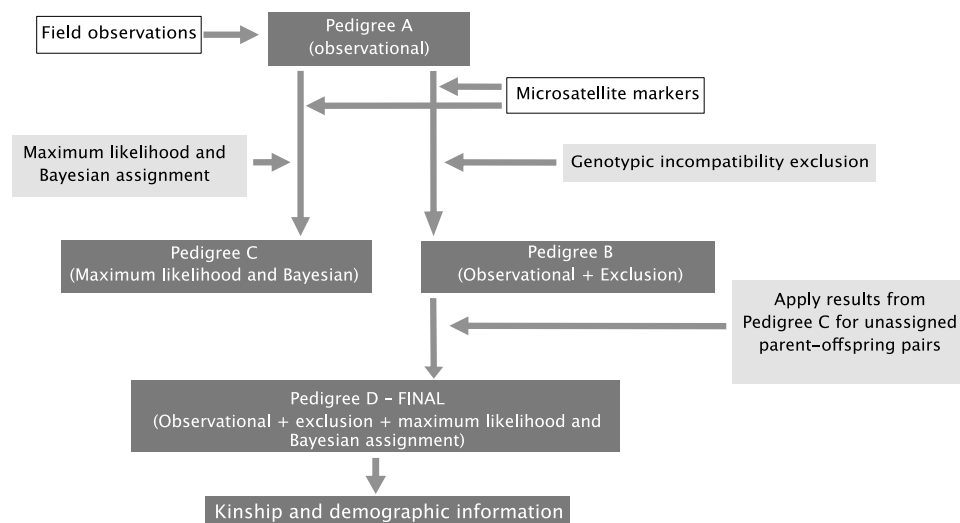 Field observations
Pedigree A
(observational)
Microsatellite markers
Maximum likelihood and
Bayesian assignment
Genotypic incompatibility exclusion
Pedigree C
(Maximum likelihood and Bayesian)
Pedigree B
(Observational + Exclusion)
Apply results from
Pedigree C for unassigned
parent–offspring pairs
Pedigree D – FINAL
(Observational + exclusion + maximum likelihood and
Bayesian assignment)
Kinship and demographic information